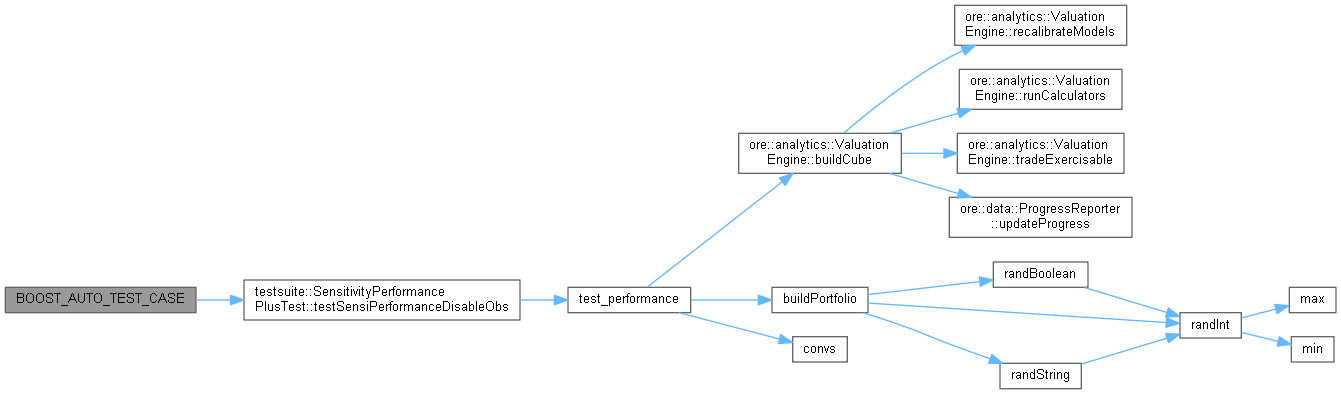 ore::analytics::Valuation
Engine::recalibrateModels
ore::analytics::Valuation
Engine::runCalculators
ore::analytics::Valuation
Engine::buildCube
ore::analytics::Valuation
Engine::tradeExercisable
ore::data::ProgressReporter
::updateProgress
BOOST_AUTO_TEST_CASE
testsuite::SensitivityPerformance
PlusTest::testSensiPerformanceDisableObs
test_performance
buildPortfolio
convs
randBoolean
randString
randInt
max
min